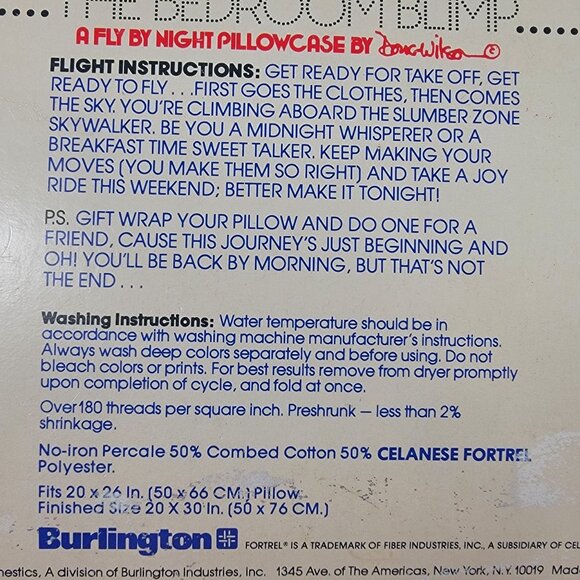 THE BEDROOM BLIMP
A FLY BY NIGHT PILLOWCASE BY Doug Wilson ©
FLIGHT INSTRUCTIONS: GET READY FOR TAKE OFF, GET
READY TO FLY . . . FIRST GOES THE CLOTHES, THEN COMES
THE SKY. YOU'RE CLIMBING ABOARD THE SLUMBER ZONE
SKYWALKER. BE YOU A MIDNIGHT WHISPERER OR A
BREAKFAST TIME SWEET TALKER. KEEP MAKING YOUR
MOVES (YOU MAKE THEM SO RIGHT) AND TAKE A JOY
RIDE THIS WEEKEND; BETTER MAKE IT TONIGHT!
P.S. GIFT WRAP YOUR PILLOW AND DO ONE FOR A
FRIEND, CAUSE THIS JOURNEY'S JUST BEGINNING AND
OH! YOU'LL BE BACK BY MORNING, BUT THAT'S NOT
THE END . . .
Washing Instructions: Water temperature should be in
accordance with washing machine manufacturer's instructions.
Always wash deep colors separately and before using. Do not
bleach colors or prints. For best results remove from dryer promptly
upon completion of cycle, and fold at once.
Over 180 threads per square inch. Preshrunk — less than 2%
shrinkage.
No-iron Percale 50% Combed Cotton 50% CELANESE FORTREL
Polyester.
Fits 20 x 26 In. (50 x 66 CM.) Pillow.
Finished Size 20 X 30 In. (50 x 76 CM.)
Burlington
FORTREL® IS A TRADEMARK OF FIBER INDUSTRIES, INC., A SUBSIDIARY OF CEL
mestics, A division of Burlington Industries, Inc. 1345 Ave. of The Americas, New York, N.Y. 10019 Made